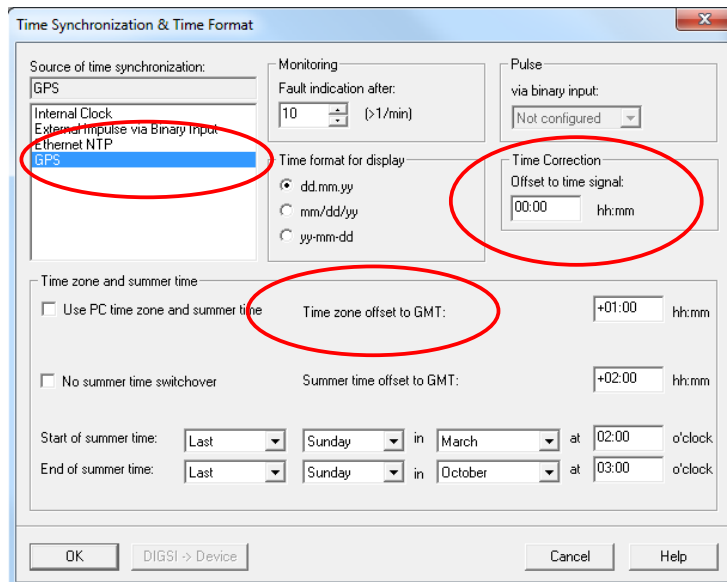 Time Synchronization & Time Format
Source of time synchronization:
GPS
Internal Clock
External Impulse via Binary Input
Ethernet NTP
GPS
Monitoring
Fault indication after:
10 (>1/min)
Pulse
via binary input:
Not configured
Time format for display
dd.mm.yy
mm/dd/yy
yy-mm-dd
Time Correction
Offset to time signal:
00:00 hh:mm
Time zone and summer time
Use PC time zone and summer time Time zone offset to GMT: +01:00 hh:mm
No summer time switchover Summer time offset to GMT: +02:00 hh:mm
Start of summer time: Last Sunday in March at 02:00 o'clock
End of summer time: Last Sunday in October at 03:00 o'clock
OK DIGSI -> Device Cancel Help